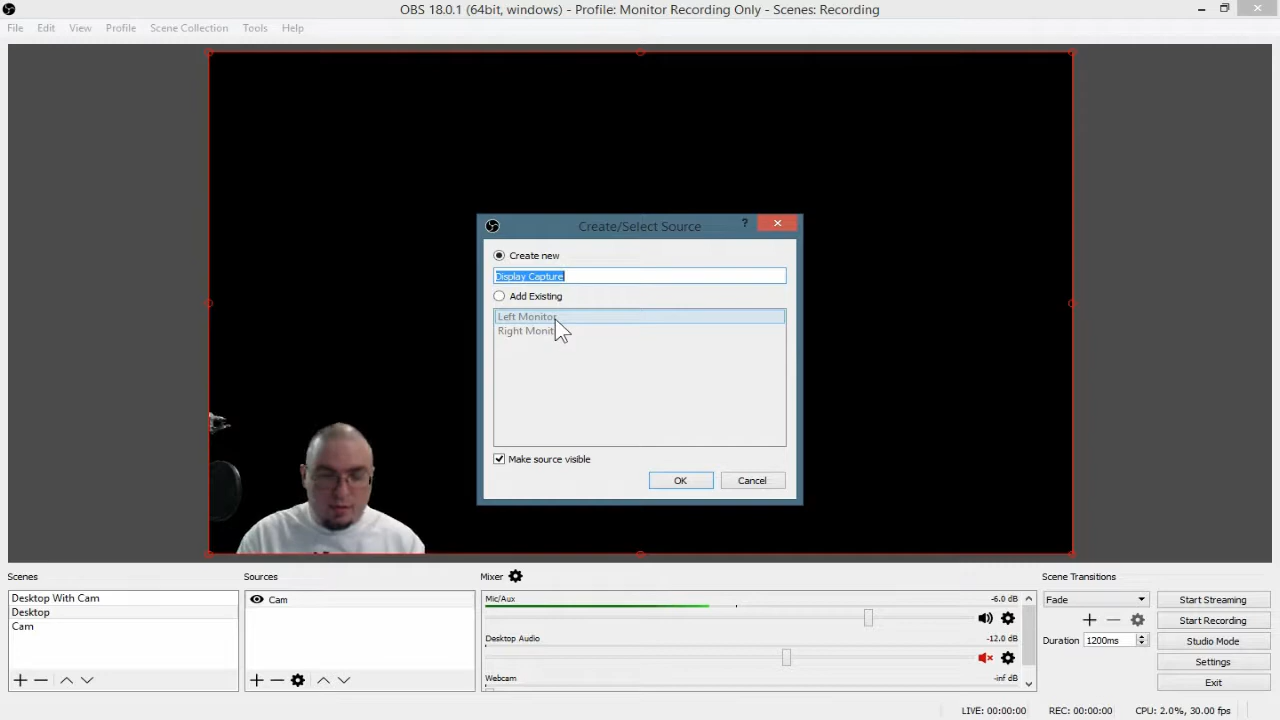 OBS 18.0.1 (64bit, windows) - Profile: Monitor Recording Only - Scenes: Recording
File Edit View Profile Scene Collection Tools Help
Create/Select Source ?
Create new
Display Capture
Add Existing
Left Monitor
Right Monit
Make source visible
OK Cancel
Scenes
Desktop With Cam
Desktop
Cam
Sources
Cam
Mixer
Mic/Aux -6.0 dB
Desktop Audio -12.0 dB
Webcam -inf dB
Scene Transitions
Fade
Duration 1200ms
Start Streaming
Start Recording
Studio Mode
Settings
Exit
LIVE: 00:00:00 REC: 00:00:00 CPU: 2.0%, 30.00 fps